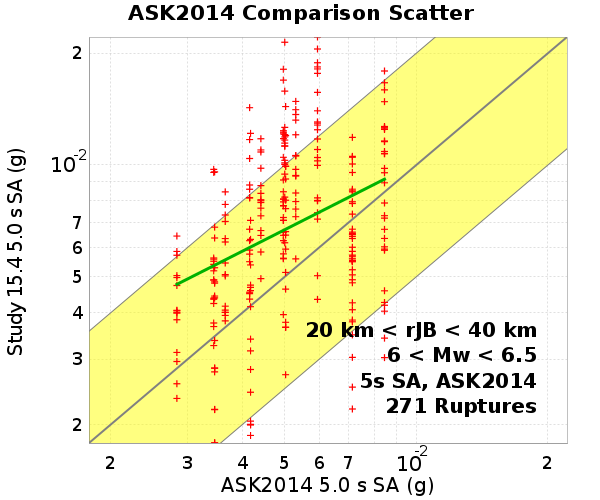 ASK2014 Comparison Scatter
Study 15.4 5.0 s SA (g)
2
10-2
7
6
5
4
3
2
20 km < rJB < 40 km
6 < Mw < 6.5
5s SA, ASK2014
271 Ruptures
2 3 4 5 6 7 10-2 2
ASK2014 5.0 s SA (g)